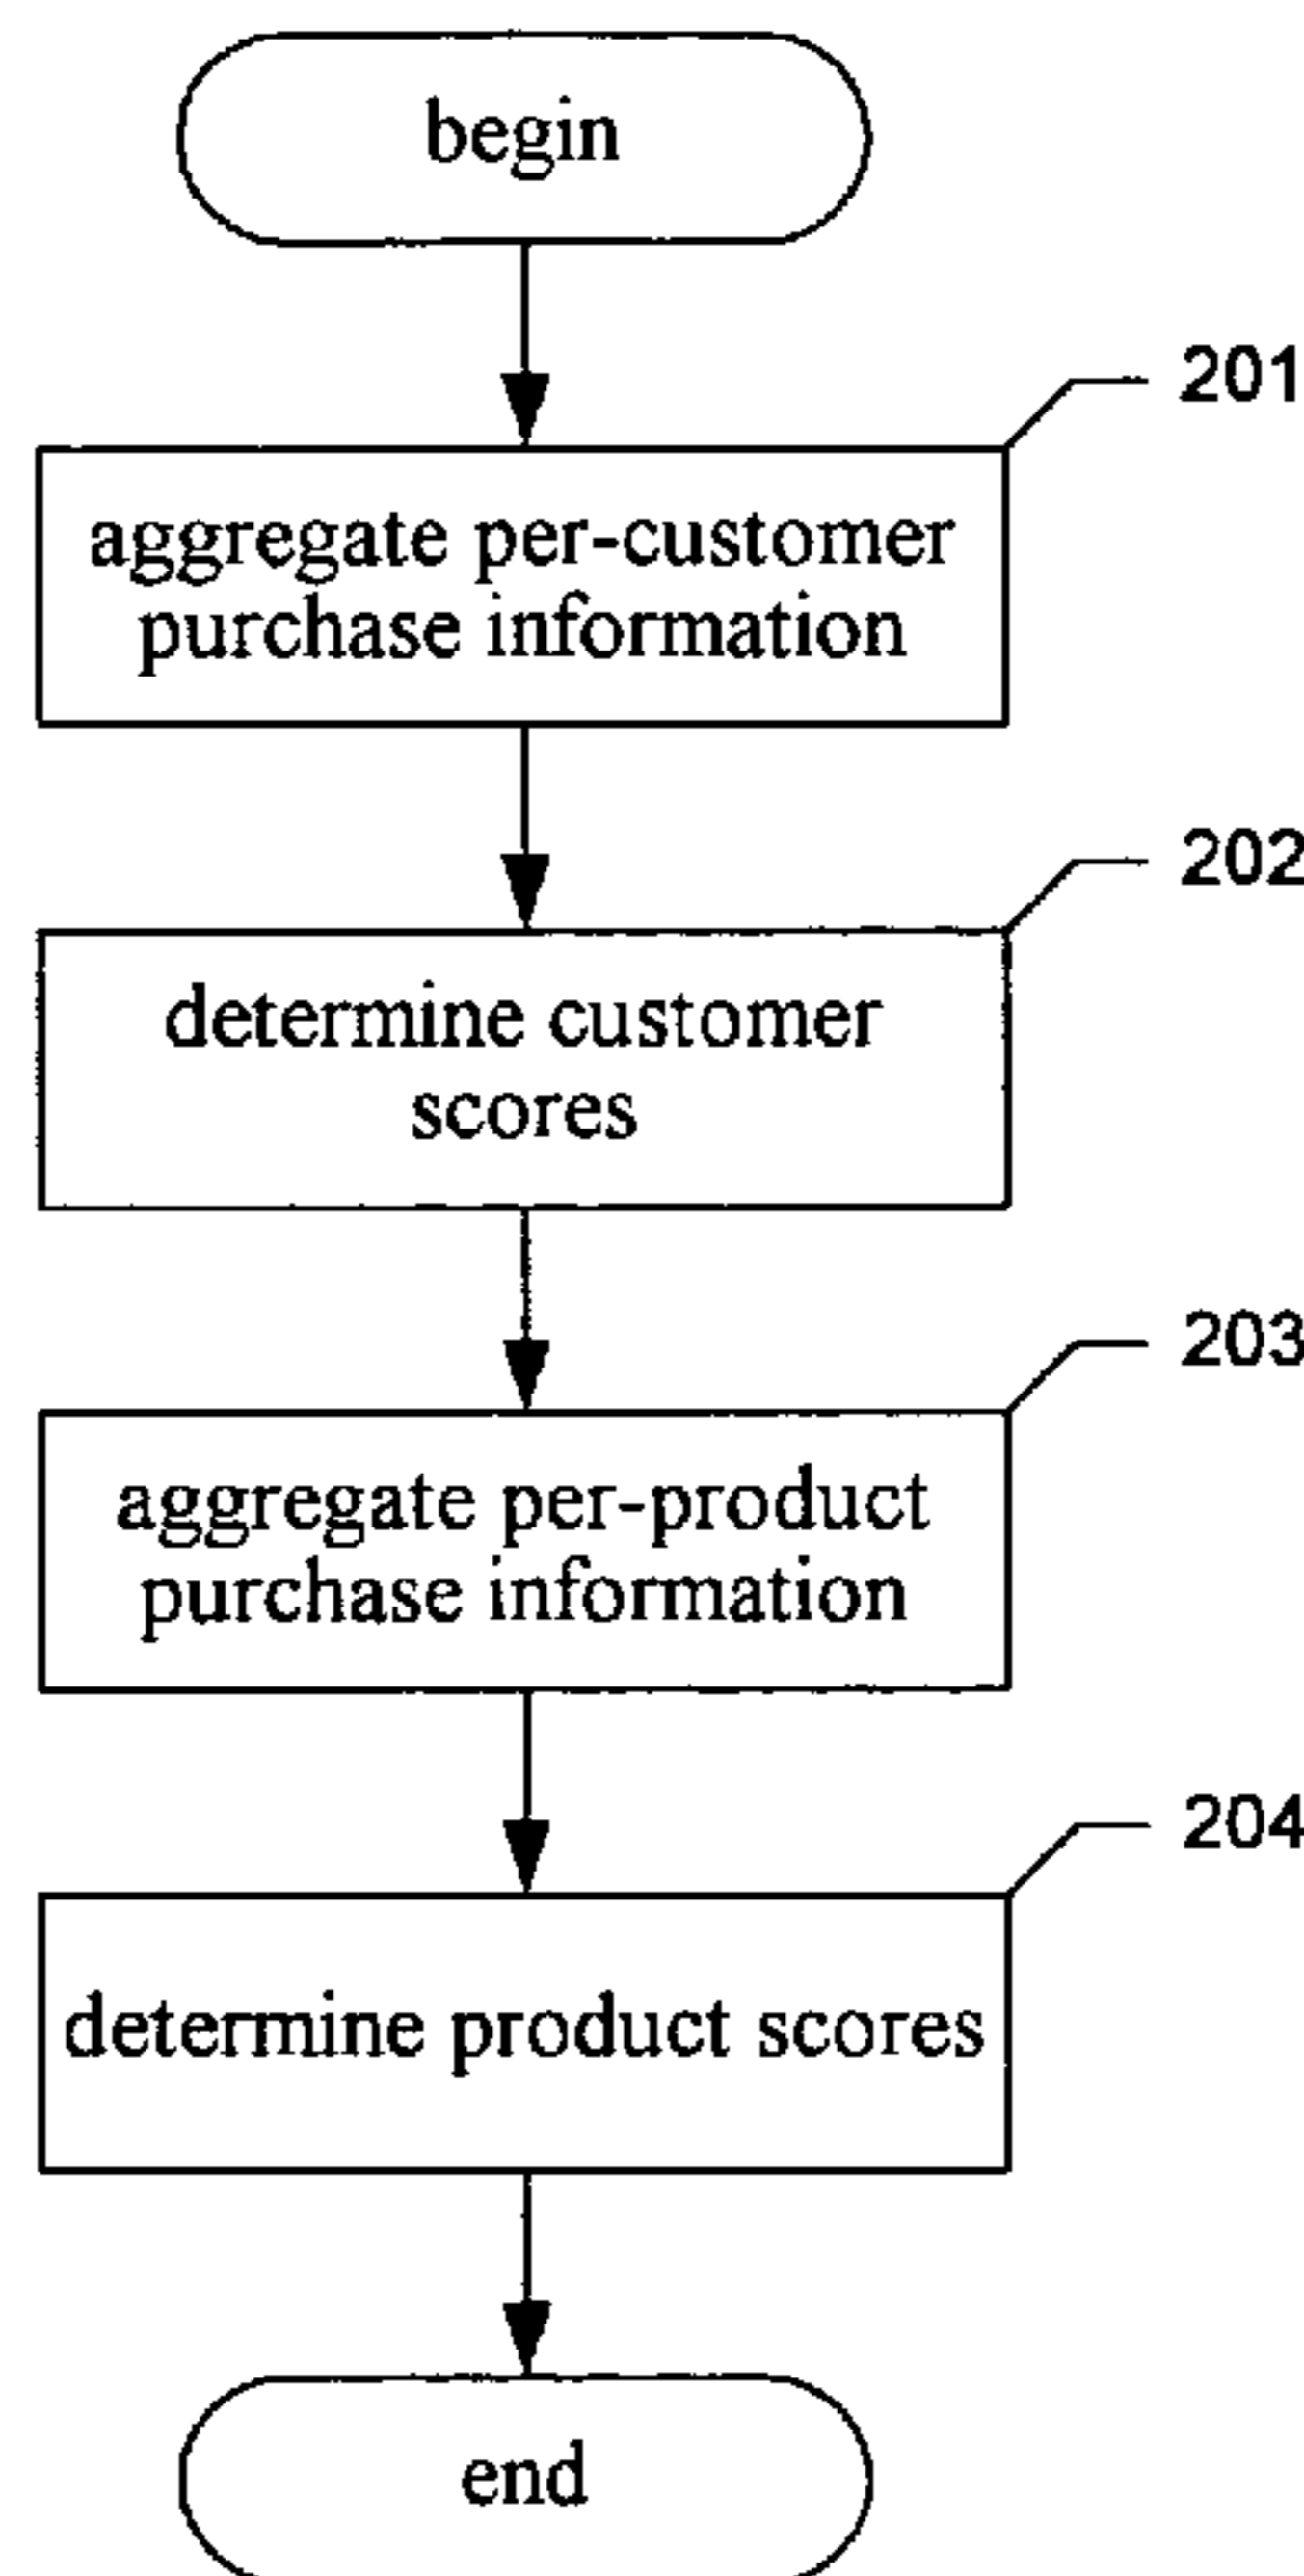 begin
201
aggregate per-customer
purchase information
202
determine customer
scores
203
aggregate per-product
purchase information
204
determine product scores
end